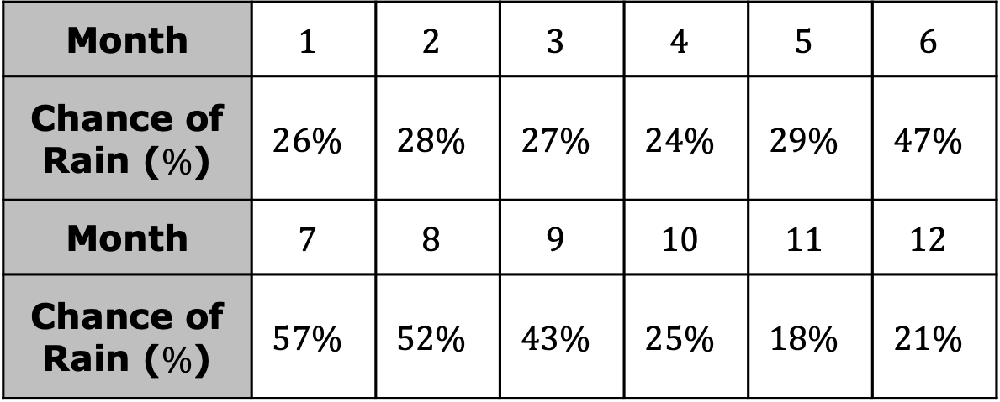 Month 1 2 3 4 5 6
Chance of
Rain (%) 26% 28% 27% 24% 29% 47%
Month 7 8 9 10 11 12
Chance of
Rain (%) 57% 52% 43% 25% 18% 21%